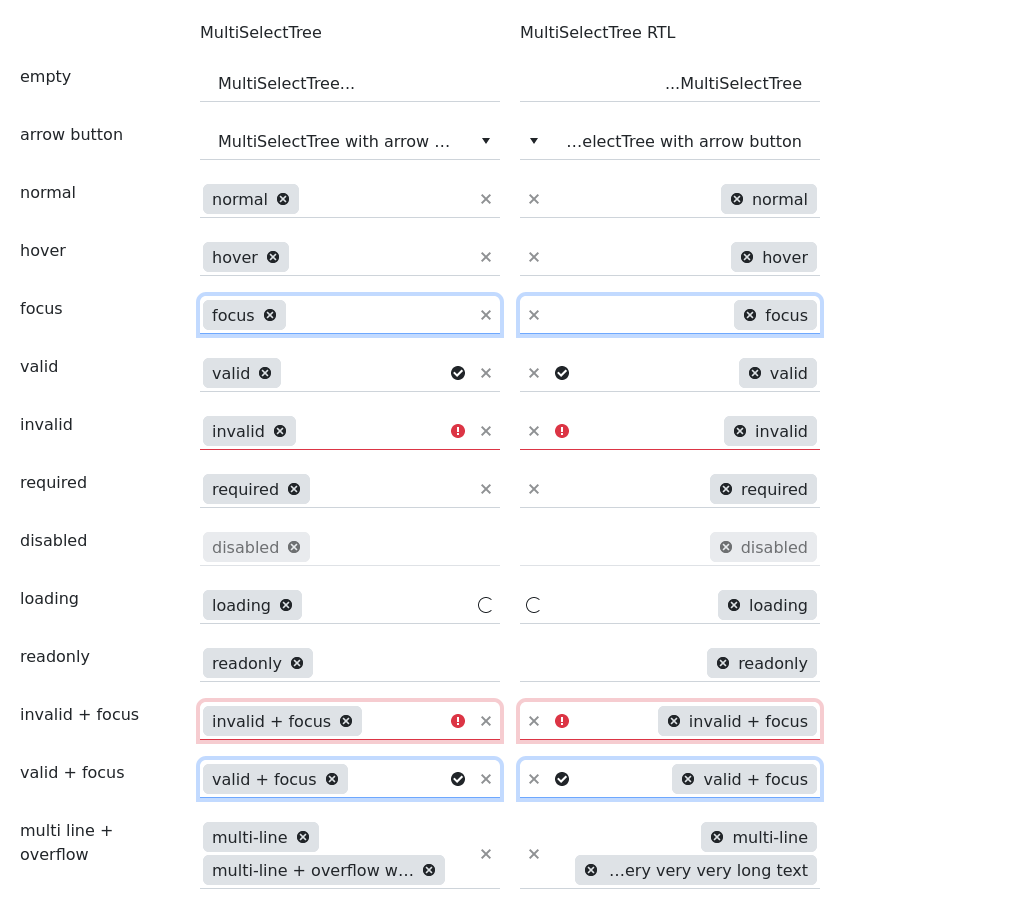 MultiSelectTree MultiSelectTree RTL
empty MultiSelectTree... ...MultiSelectTree
arrow button MultiSelectTree with arrow ... ...electTree with arrow button
normal normal normal
hover hover hover
focus focus focus
valid valid valid
invalid invalid invalid
required required required
disabled disabled disabled
loading loading loading
readonly readonly readonly
invalid + focus invalid + focus invalid + focus
valid + focus valid + focus valid + focus
multi line + multi-line multi-line
overflow multi-line + overflow w... ...ery very very long text